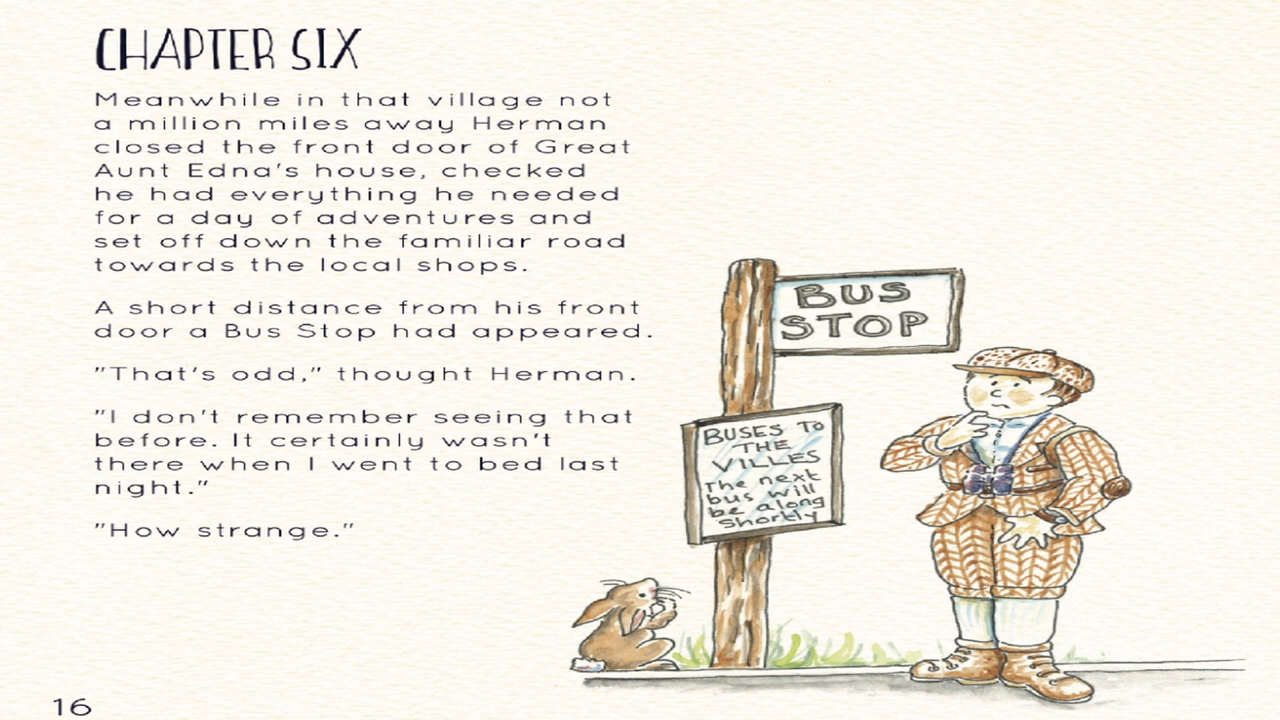 CHAPTER SIX
Meanwhile in that village not
a million miles away Herman
closed the front door of Great
Aunt Edna's house, checked
he had everything he needed
for a day of adventures and
set off down the familiar road
towards the local shops.
A short distance from his front
door a Bus Stop had appeared.
"That's odd," thought Herman.
"I don't remember seeing that
before. It certainly wasn't
there when I went to bed last
night."
"How strange."
BUS
STOP
BUSES TO
THE
VILLES
The next
bus will
be along
Shortly
16